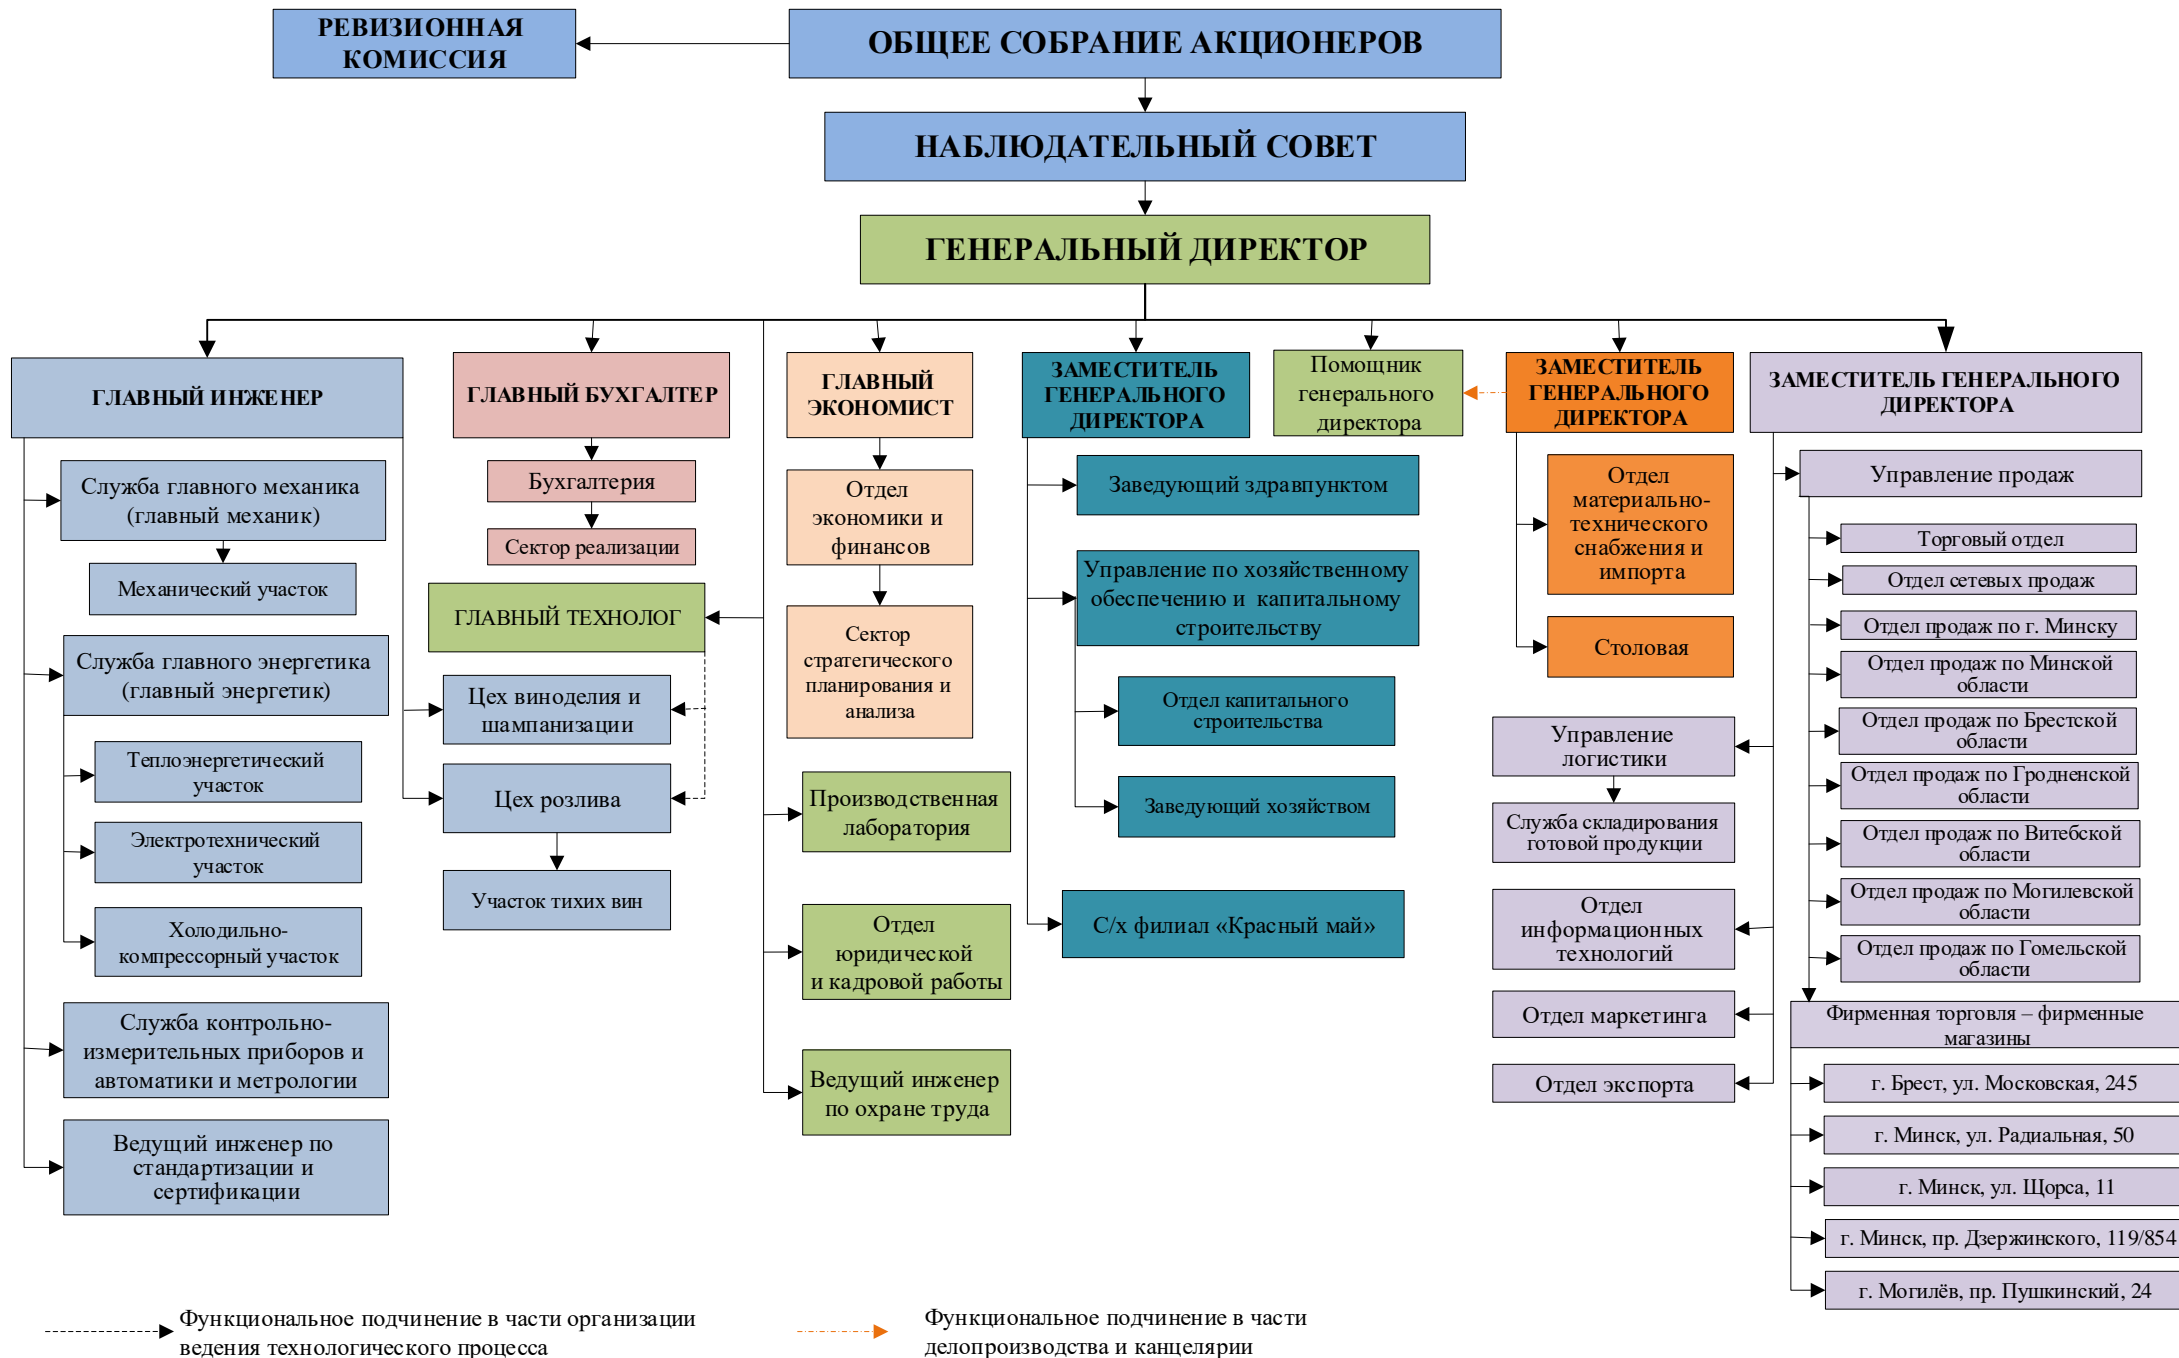 РЕВИЗИОННАЯ
КОМИССИЯ
ОБЩЕЕ СОБРАНИЕ АКЦИОНЕРОВ
НАБЛЮДАТЕЛЬНЫЙ СОВЕТ
ГЕНЕРАЛЬНЫЙ ДИРЕКТОР
ГЛАВНЫЙ ИНЖЕНЕР
Служба главного механика
(главный механик)
Механический участок
Служба главного энергетика
(главный энергетик)
Теплоэнергетический
участок
Электротехнический
участок
Холодильно-
компрессорный участок
Служба контрольно-
измерительных приборов и
автоматики и метрологии
Ведущий инженер по
стандартизации и
сертификации
ГЛАВНЫЙ БУХГАЛТЕР
Бухгалтерия
Сектор реализации
ГЛАВНЫЙ ТЕХНОЛОГ
Цех виноделия и
шампанизации
Цех розлива
Участок тихих вин
ГЛАВНЫЙ
ЭКОНОМИСТ
Отдел
экономики и
финансов
Сектор
стратегического
планирования и
анализа
Производственная
лаборатория
Отдел
юридической
и кадровой работы
Ведущий инженер
по охране труда
ЗАМЕСТИТЕЛЬ
ГЕНЕРАЛЬНОГО
ДИРЕКТОРА
Заведующий здравпунктом
Управление по хозяйственному
обеспечению и капитальному
строительству
Отдел капитального
строительства
Заведующий хозяйством
С/х филиал «Красный май»
Помощник
генерального
директора
ЗАМЕСТИТЕЛЬ
ГЕНЕРАЛЬНОГО
ДИРЕКТОРА
Отдел
материально-
технического
снабжения и
импорта
Столовая
ЗАМЕСТИТЕЛЬ ГЕНЕРАЛЬНОГО
ДИРЕКТОРА
Управление
логистики
Служба складирования
готовой продукции
Отдел
информационных
технологий
Отдел маркетинга
Отдел экспорта
Управление продаж
Торговый отдел
Отдел сетевых продаж
Отдел продаж по г. Минску
Отдел продаж по Минской
области
Отдел продаж по Брестской
области
Отдел продаж по Гродненской
области
Отдел продаж по Витебской
области
Отдел продаж по Могилевской
области
Отдел продаж по Гомельской
области
Фирменная торговля – фирменные
магазины
г. Брест, ул. Московская, 245
г. Минск, ул. Радиальная, 50
г. Минск, ул. Щорса, 11
г. Минск, пр. Дзержинского, 119/854
г. Могилёв, пр. Пушкинский, 24
Функциональное подчинение в части организации
ведения технологического процесса
Функциональное подчинение в части
делопроизводства и канцелярии